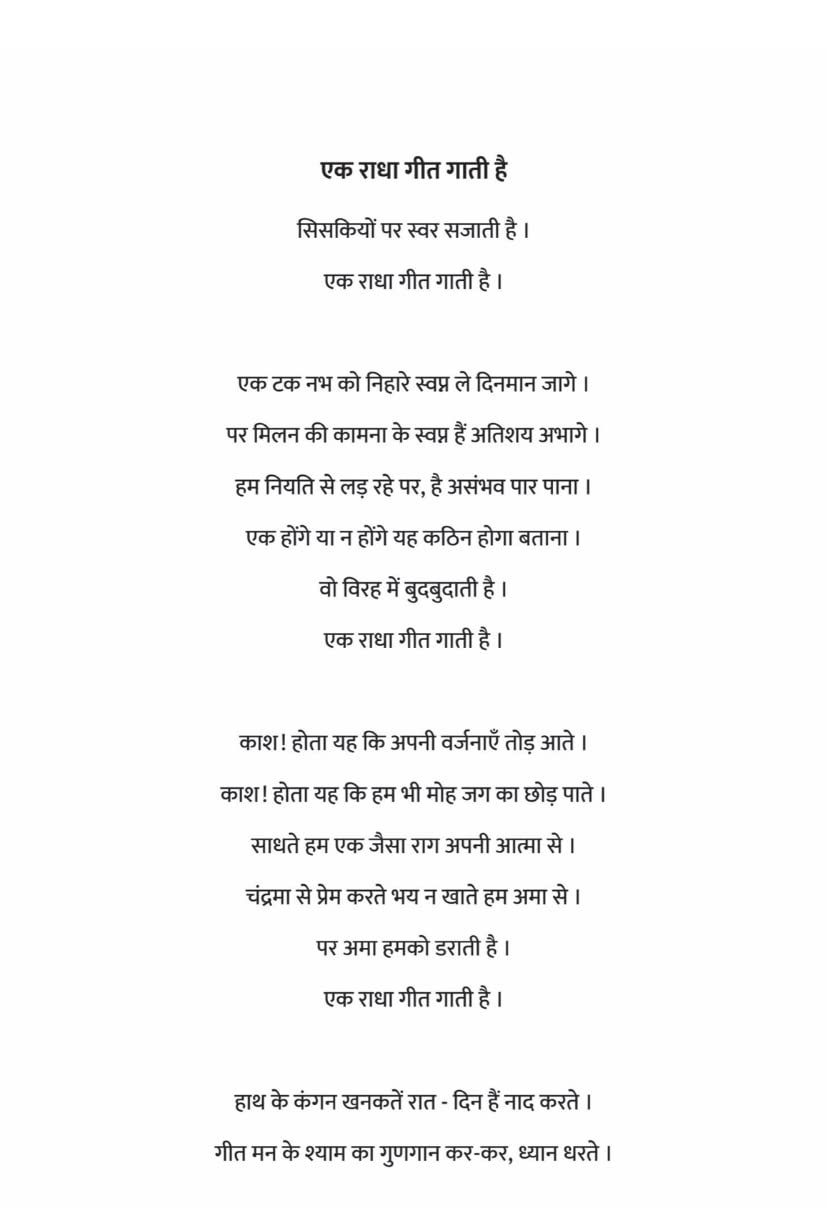 एक राधा गीत गाती है
सिसकियों पर स्वर सजाती है ।
एक राधा गीत गाती है ।
एक टक नभ को निहारे स्वप्न ले दिनमान जागे ।
पर मिलन की कामना के स्वप्न हैं अतिशय अभागे ।
हम नियति से लड़ रहे पर, है असंभव पार पाना ।
एक होंगे या न होंगे यह कठिन होगा बताना ।
वो विरह में बुदबुदाती है ।
एक राधा गीत गाती है ।
काश! होता यह कि अपनी वर्जनाएँ तोड़ आते ।
काश! होता यह कि हम भी मोह जग का छोड़ पाते ।
साधते हम एक जैसा राग अपनी आत्मा से ।
चंद्रमा से प्रेम करते भय न खाते हम अमा से ।
पर अमा हमको डराती है ।
एक राधा गीत गाती है ।
हाथ के कंगन खनकतें रात - दिन हैं नाद करते ।
गीत मन के श्याम का गुणगान कर-कर, ध्यान धरते ।